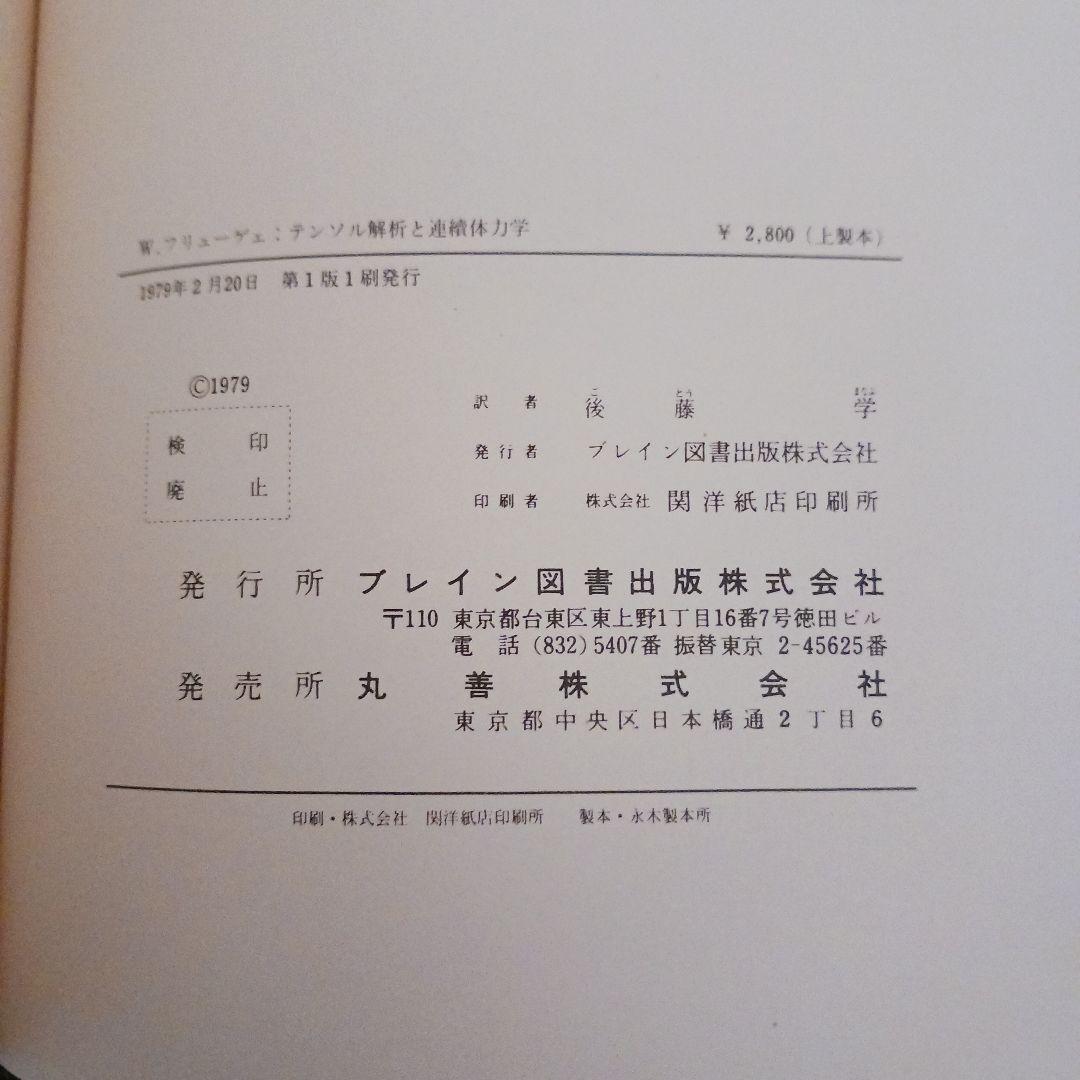 W. フリューゲェ：テンソル解析と連続体力学　￥ 2,800（上製本）
1979年2月20日　第1版1刷発行
©1979
検　印
廃　止
訳　者　後藤　学
ご　とう　まなぶ
発行者　ブレイン図書出版株式会社
印刷者　株式会社　関洋紙店印刷所
発行所　ブレイン図書出版株式会社
〒110　東京都台東区東上野1丁目16番7号徳田ビル
電　話（832）5407番　振替東京　2-45625番
発売所　丸善株式会社
東京都中央区日本橋通2丁目6
印刷・株式会社　関洋紙店印刷所　製本・永木製本所